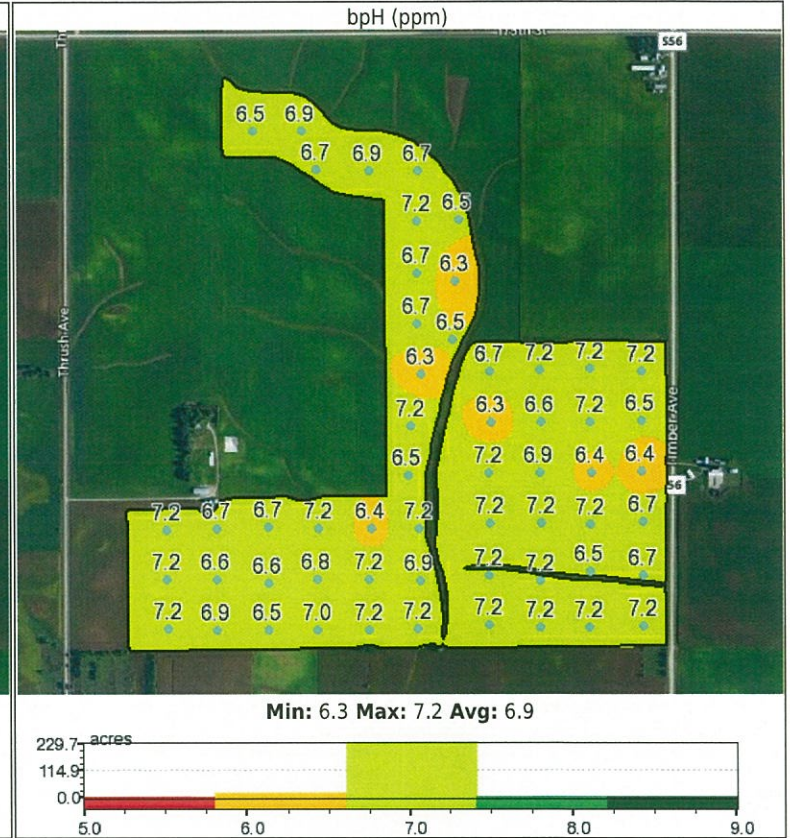 bpH (ppm)
175th St
556
6.5 6.9
6.7 6.9 6.7
7.2 6.5
6.7 6.3
6.7
6.5
6.3 6.7 7.2 7.2 7.2
7.2 6.3 6.6 7.2 6.5
Thrush Ave
Timber Ave
6.5 7.2 6.9 6.4 6.4
56
7.2 6.7 6.7 7.2 6.4 7.2 7.2 7.2 7.2 6.7
7.2 6.6 6.6 6.8 7.2 6.9 7.2 7.2 6.5 6.7
7.2 6.9 6.5 7.0 7.2 7.2 7.2 7.2 7.2 7.2
Min: 6.3 Max: 7.2 Avg: 6.9
acres
229.7
114.9
0.0
5.0 6.0 7.0 8.0 9.0